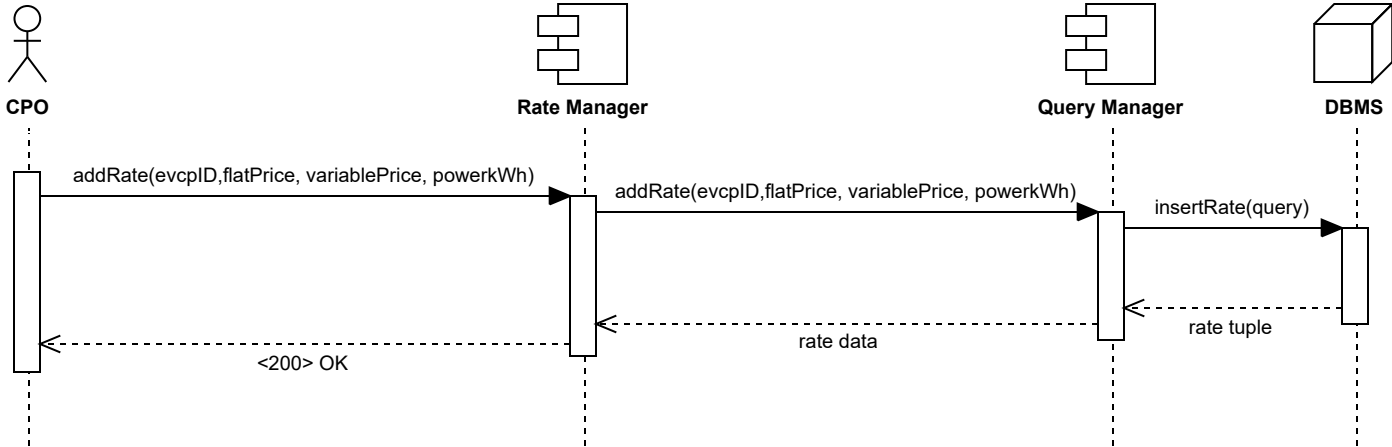 CPO
Rate Manager
Query Manager
DBMS
addRate(evcpID,flatPrice, variablePrice, powerkWh)
addRate(evcpID,flatPrice, variablePrice, powerkWh)
insertRate(query)
rate tuple
rate data
<200> OK